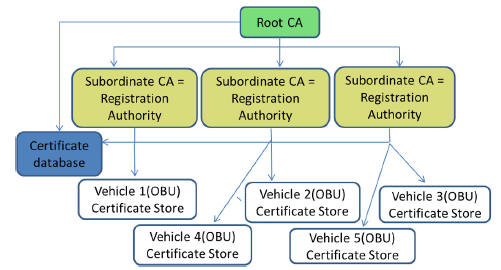 Root CA
Subordinate CA =
Registration
Authority
Subordinate CA =
Registration
Authority
Subordinate CA =
Registration
Authority
Certificate
database
Vehicle 1(OBU)
Certificate Store
Vehicle 2(OBU)
Certificate Store
Vehicle 3(OBU)
Certificate Store
Vehicle 4(OBU)
Certificate Store
Vehicle 5(OBU)
Certificate Store